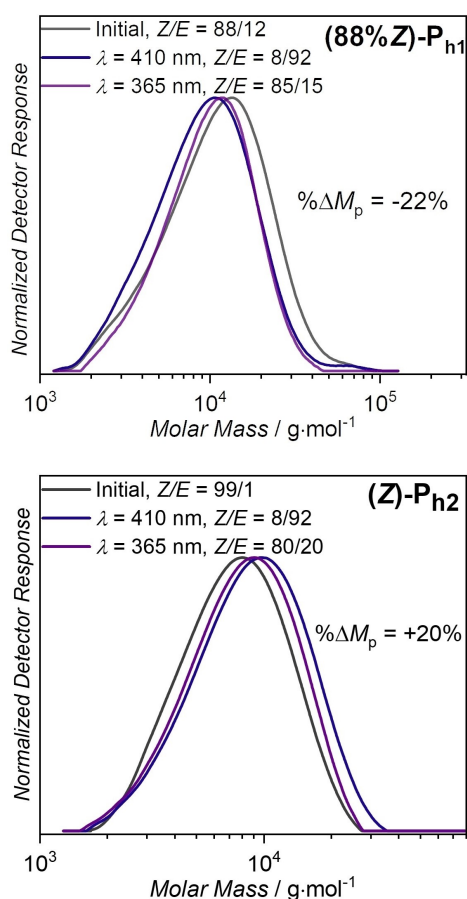 Initial, Z/E = 88/12
(88%Z)-Ph1
λ = 410 nm, Z/E = 8/92
λ = 365 nm, Z/E = 85/15
%ΔMp = -22%
Normalized Detector Response
10³ 10⁴ 10⁵
Molar Mass / g·mol⁻¹
Initial, Z/E = 99/1
(Z)-Ph2
λ = 410 nm, Z/E = 8/92
λ = 365 nm, Z/E = 80/20
%ΔMp = +20%
Normalized Detector Response
10³ 10⁴
Molar Mass / g·mol⁻¹